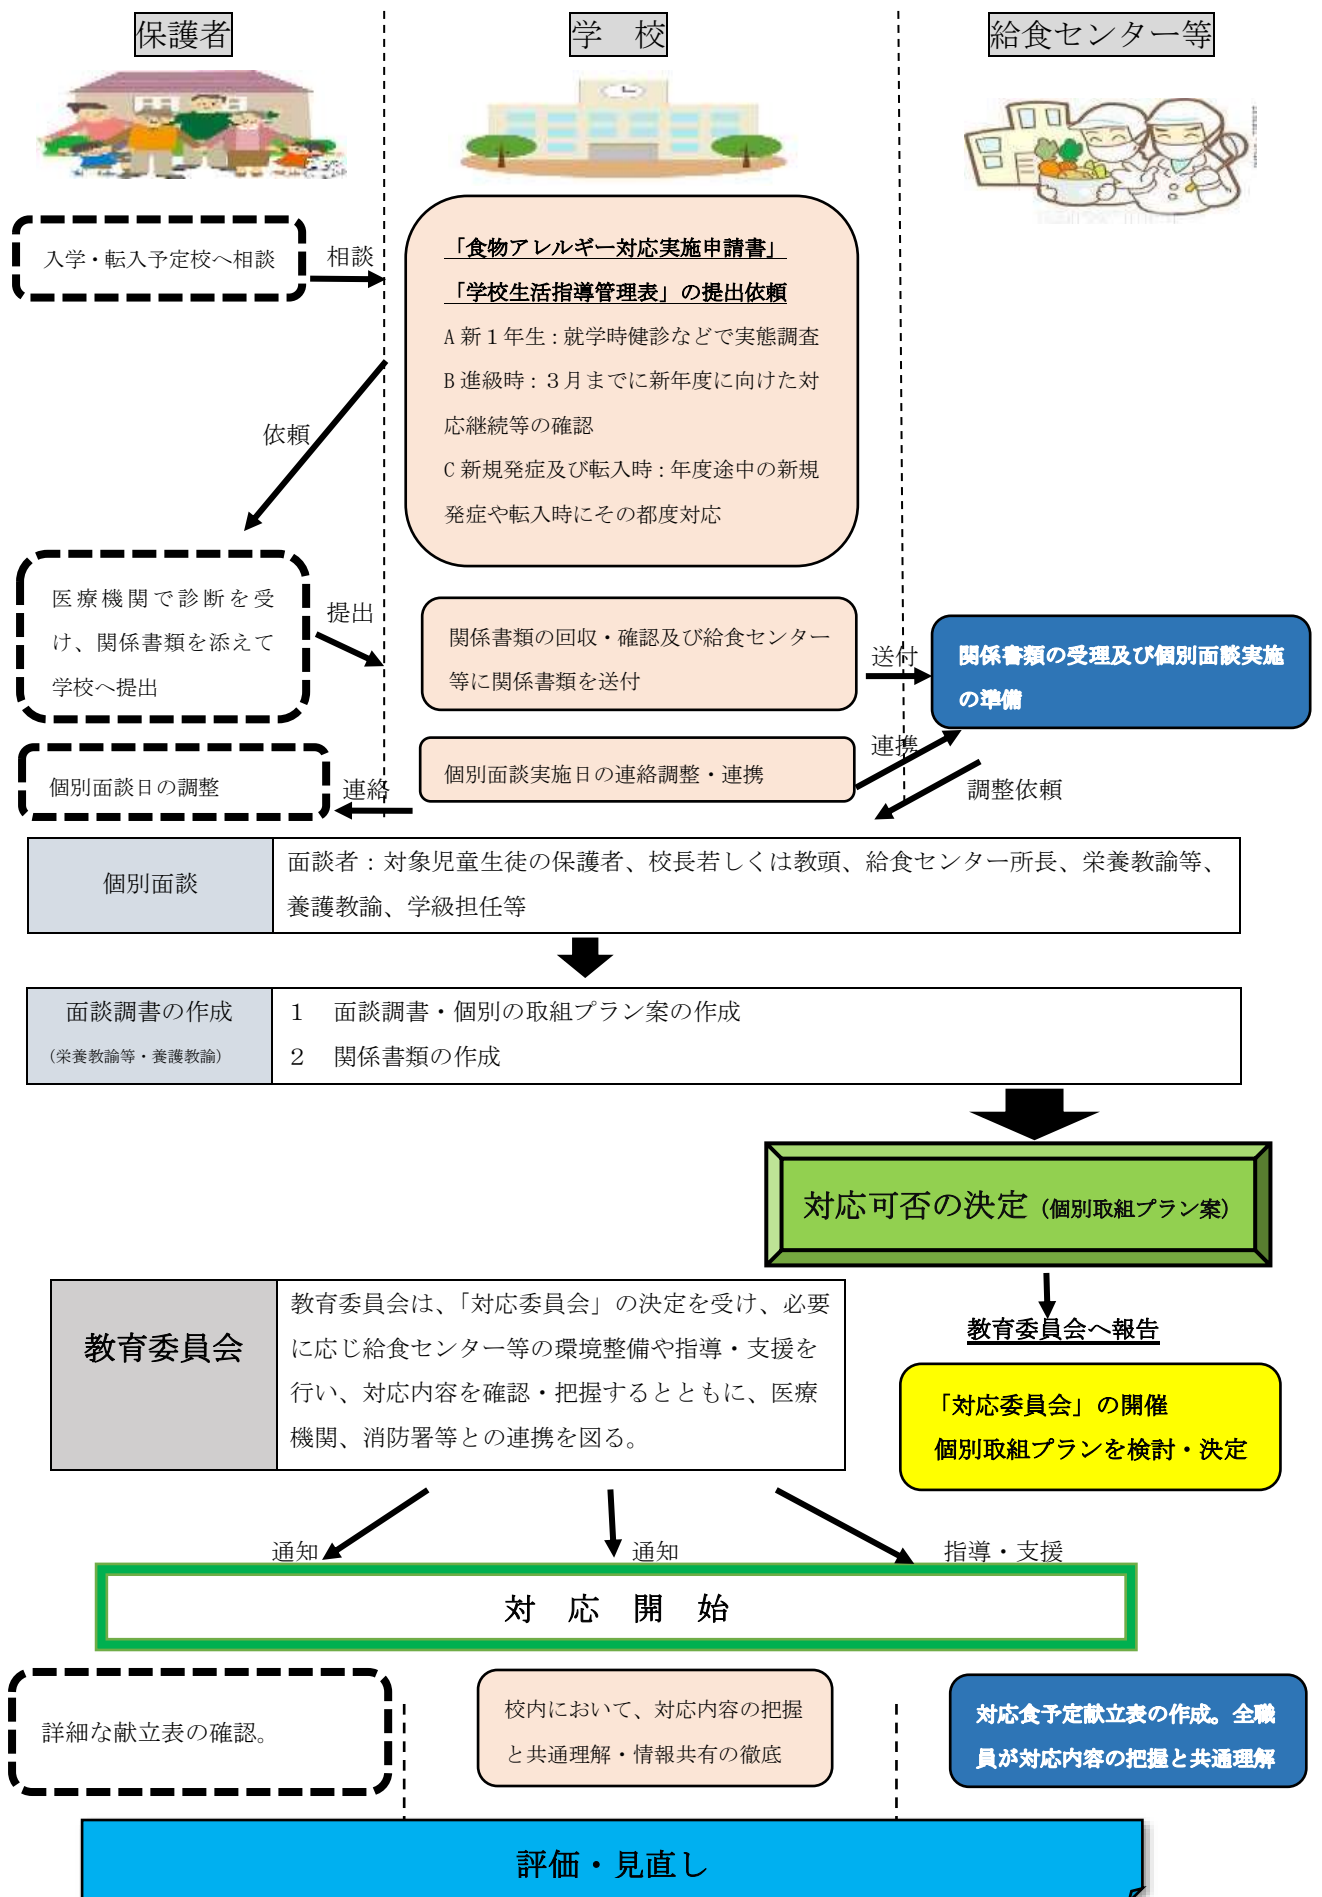 保護者
学　校
給食センター等
入学・転入予定校へ相談
相談
「食物アレルギー対応実施申請書」
「学校生活指導管理表」の提出依頼
A 新１年生：就学時健診などで実態調査
B 進級時：３月までに新年度に向けた対
応継続等の確認
C 新規発症及び転入時：年度途中の新規
発症や転入時にその都度対応
依頼
医療機関で診断を受
け、関係書類を添えて
学校へ提出
提出
関係書類の回収・確認及び給食センター
等に関係書類を送付
送付
関係書類の受理及び個別面談実施
の準備
個別面談日の調整
連絡
個別面談実施日の連絡調整・連携
連携
調整依頼
個別面談
面談者：対象児童生徒の保護者、校長若しくは教頭、給食センター所長、栄養教諭等、
養護教諭、学級担任等
面談調書の作成
（栄養教諭等・養護教諭）
１　面談調書・個別の取組プラン案の作成
２　関係書類の作成
対応可否の決定（個別取組プラン案）
教育委員会へ報告
教育委員会
教育委員会は、「対応委員会」の決定を受け、必要
に応じ給食センター等の環境整備や指導・支援を
行い、対応内容を確認・把握するとともに、医療
機関、消防署等との連携を図る。
「対応委員会」の開催
個別取組プランを検討・決定
通知
通知
指導・支援
対　応　開　始
詳細な献立表の確認。
校内において、対応内容の把握
と共通理解・情報共有の徹底
対応食予定献立表の作成。全職
員が対応内容の把握と共通理解
評価・見直し